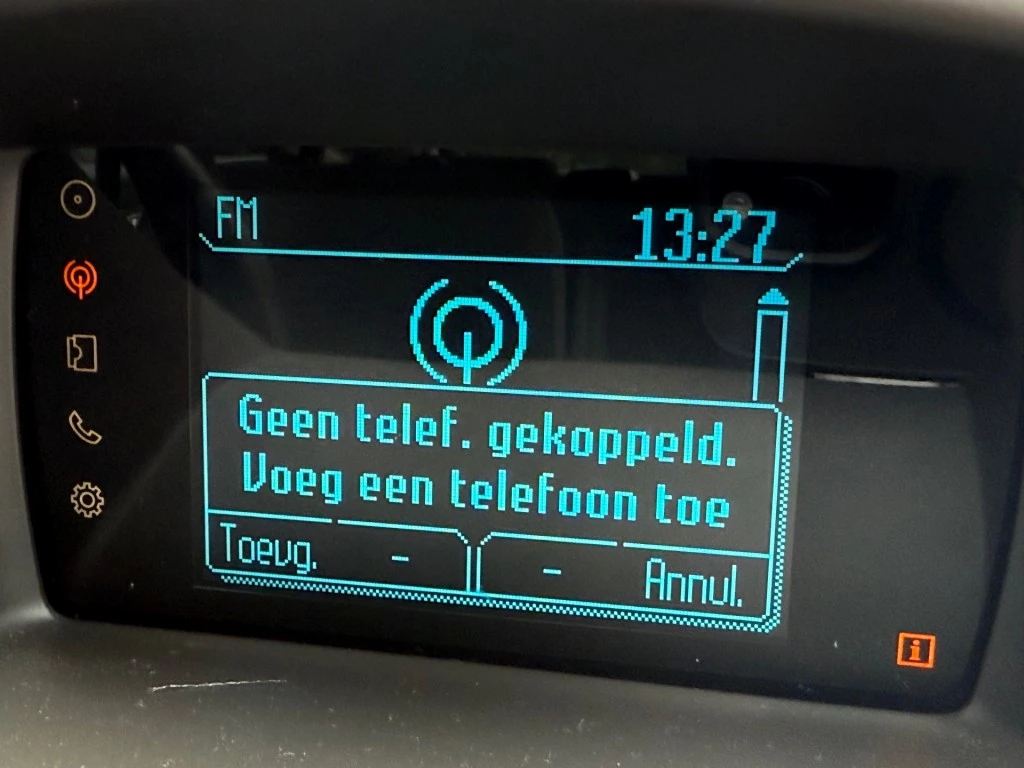 FM
13:27
Geen telef. gekoppeld.
Voeg een telefoon toe
Toevg. - - Annul.
i